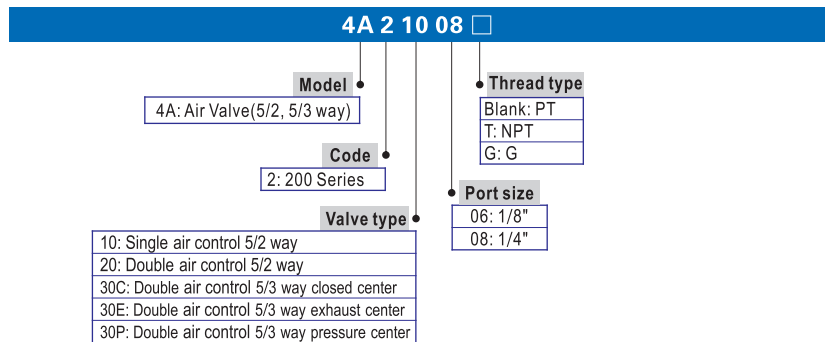 4A 2 10 08 □
Model
4A: Air Valve(5/2, 5/3 way)
Code
2: 200 Series
Valve type
10: Single air control 5/2 way
20: Double air control 5/2 way
30C: Double air control 5/3 way closed center
30E: Double air control 5/3 way exhaust center
30P: Double air control 5/3 way pressure center
Thread type
Blank: PT
T: NPT
G: G
Port size
06: 1/8"
08: 1/4"